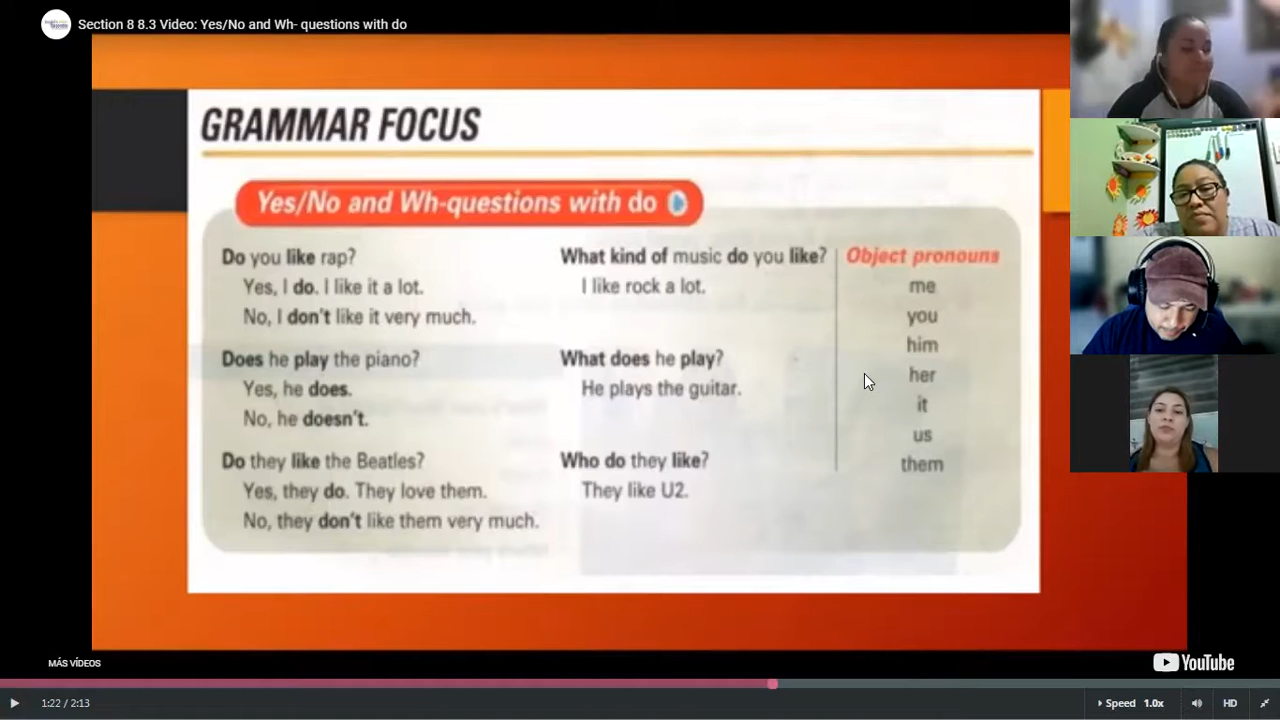 Section 8 8.3 Video: Yes/No and Wh- questions with do
GRAMMAR FOCUS
Yes/No and Wh-questions with do
Do you like rap?
Yes, I do. I like it a lot.
No, I don't like it very much.
Does he play the piano?
Yes, he does.
No, he doesn't.
Do they like the Beatles?
Yes, they do. They love them.
No, they don't like them very much.
What kind of music do you like?
I like rock a lot.
What does he play?
He plays the guitar.
Who do they like?
They like U2.
Object pronouns
me
you
him
her
it
us
them
MÁS VÍDEOS
YouTube
1:22 / 2:13
Speed 1.0x
HD